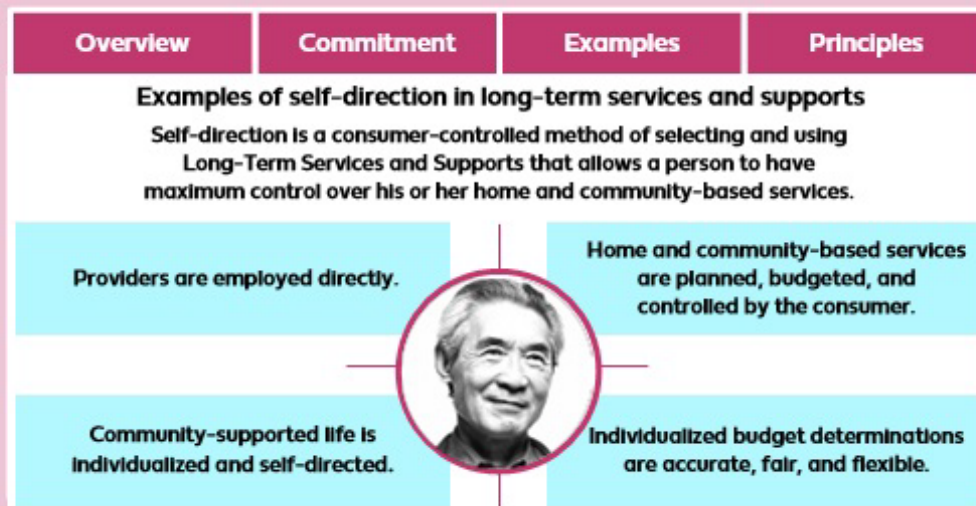 Overview
Commitment
Examples
Principles
Examples of self-direction in long-term services and supports
Self-direction is a consumer-controlled method of selecting and using
Long-Term Services and Supports that allows a person to have
maximum control over his or her home and community-based services.
Providers are employed directly.
Home and community-based services
are planned, budgeted, and
controlled by the consumer.
Community-supported life is
individualized and self-directed.
Individualized budget determinations
are accurate, fair, and flexible.